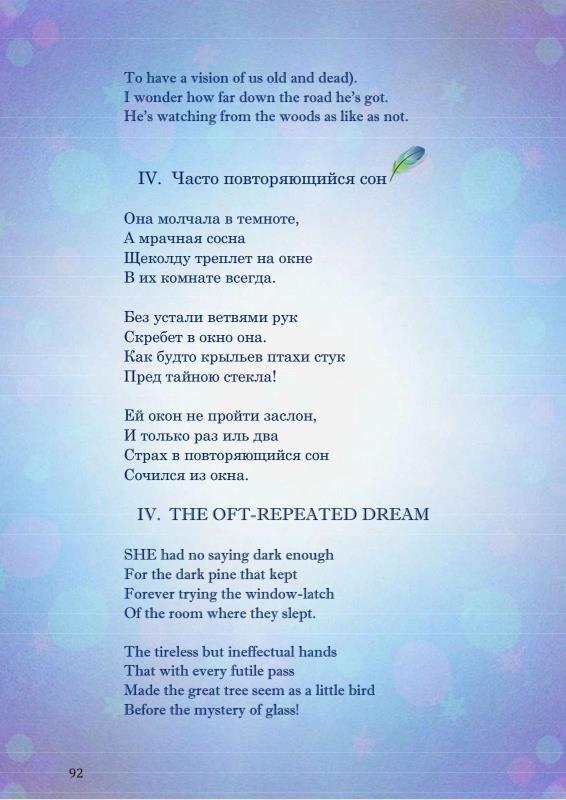 To have a vision of us old and dead).
I wonder how far down the road he’s got.
He’s watching from the woods as like as not.
IV. Часто повторяющийся сон
Она молчала в темноте,
А мрачная сосна
Щеколду треплет на окне
В их комнате всегда.
Без устали ветвями рук
Скребет в окно она.
Как будто крыльев птахи стук
Пред тайною стекла!
Ей окон не пройти заслон,
И только раз иль два
Страх в повторяющийся сон
Сочился из окна.
IV. THE OFT-REPEATED DREAM
SHE had no saying dark enough
For the dark pine that kept
Forever trying the window-latch
Of the room where they slept.
The tireless but ineffectual hands
That with every futile pass
Made the great tree seem as a little bird
Before the mystery of glass!
92